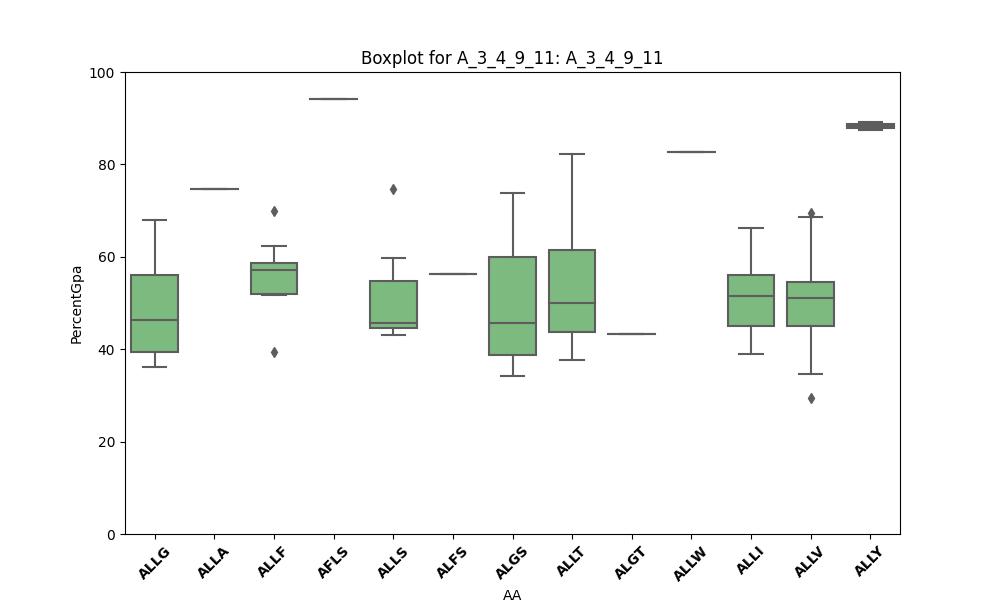 Boxplot for A_3_4_9_11: A_3_4_9_11
PercentGpa
100
80
60
40
20
0
ALLG ALLA ALLF AFLS ALLS ALFS ALGS ALLT ALGT ALLW ALLI ALLV ALLY
AA